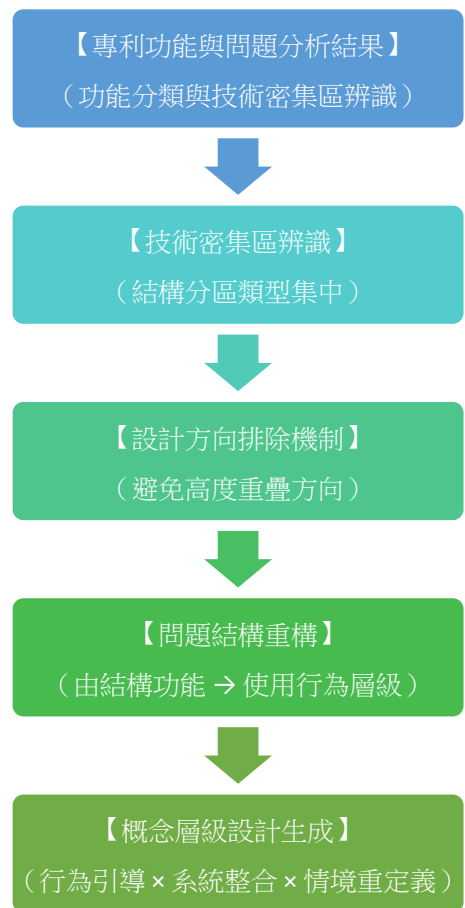 【專利功能與問題分析結果】
（功能分類與技術密集區辨識）
【技術密集區辨識】
（結構分區類型集中）
【設計方向排除機制】
（避免高度重疊方向）
【問題結構重構】
（由結構功能 → 使用行為層級）
【概念層級設計生成】
（行為引導 × 系統整合 × 情境重定義）